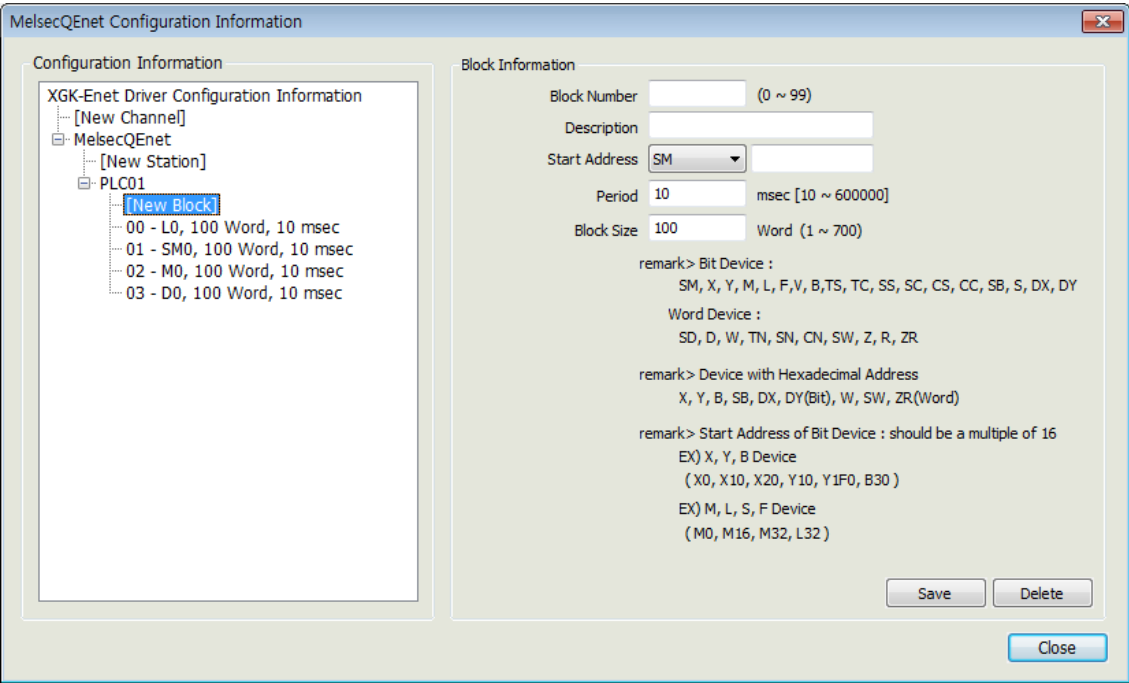 MelsecQEnet Configuration Information
Configuration Information
XGK-Enet Driver Configuration Information
[New Channel]
MelsecQEnet
[New Station]
PLC01
[New Block]
00 - L0, 100 Word, 10 msec
01 - SM0, 100 Word, 10 msec
02 - M0, 100 Word, 10 msec
03 - D0, 100 Word, 10 msec
Block Information
Block Number (0 ~ 99)
Description
Start Address SM
Period 10 msec [10 ~ 600000]
Block Size 100 Word (1 ~ 700)
remark> Bit Device :
SM, X, Y, M, L, F,V, B,TS, TC, SS, SC, CS, CC, SB, S, DX, DY
Word Device :
SD, D, W, TN, SN, CN, SW, Z, R, ZR
remark> Device with Hexadecimal Address
X, Y, B, SB, DX, DY(Bit), W, SW, ZR(Word)
remark> Start Address of Bit Device : should be a multiple of 16
EX) X, Y, B Device
( X0, X10, X20, Y10, Y1F0, B30 )
EX) M, L, S, F Device
( M0, M16, M32, L32 )
Save Delete
Close